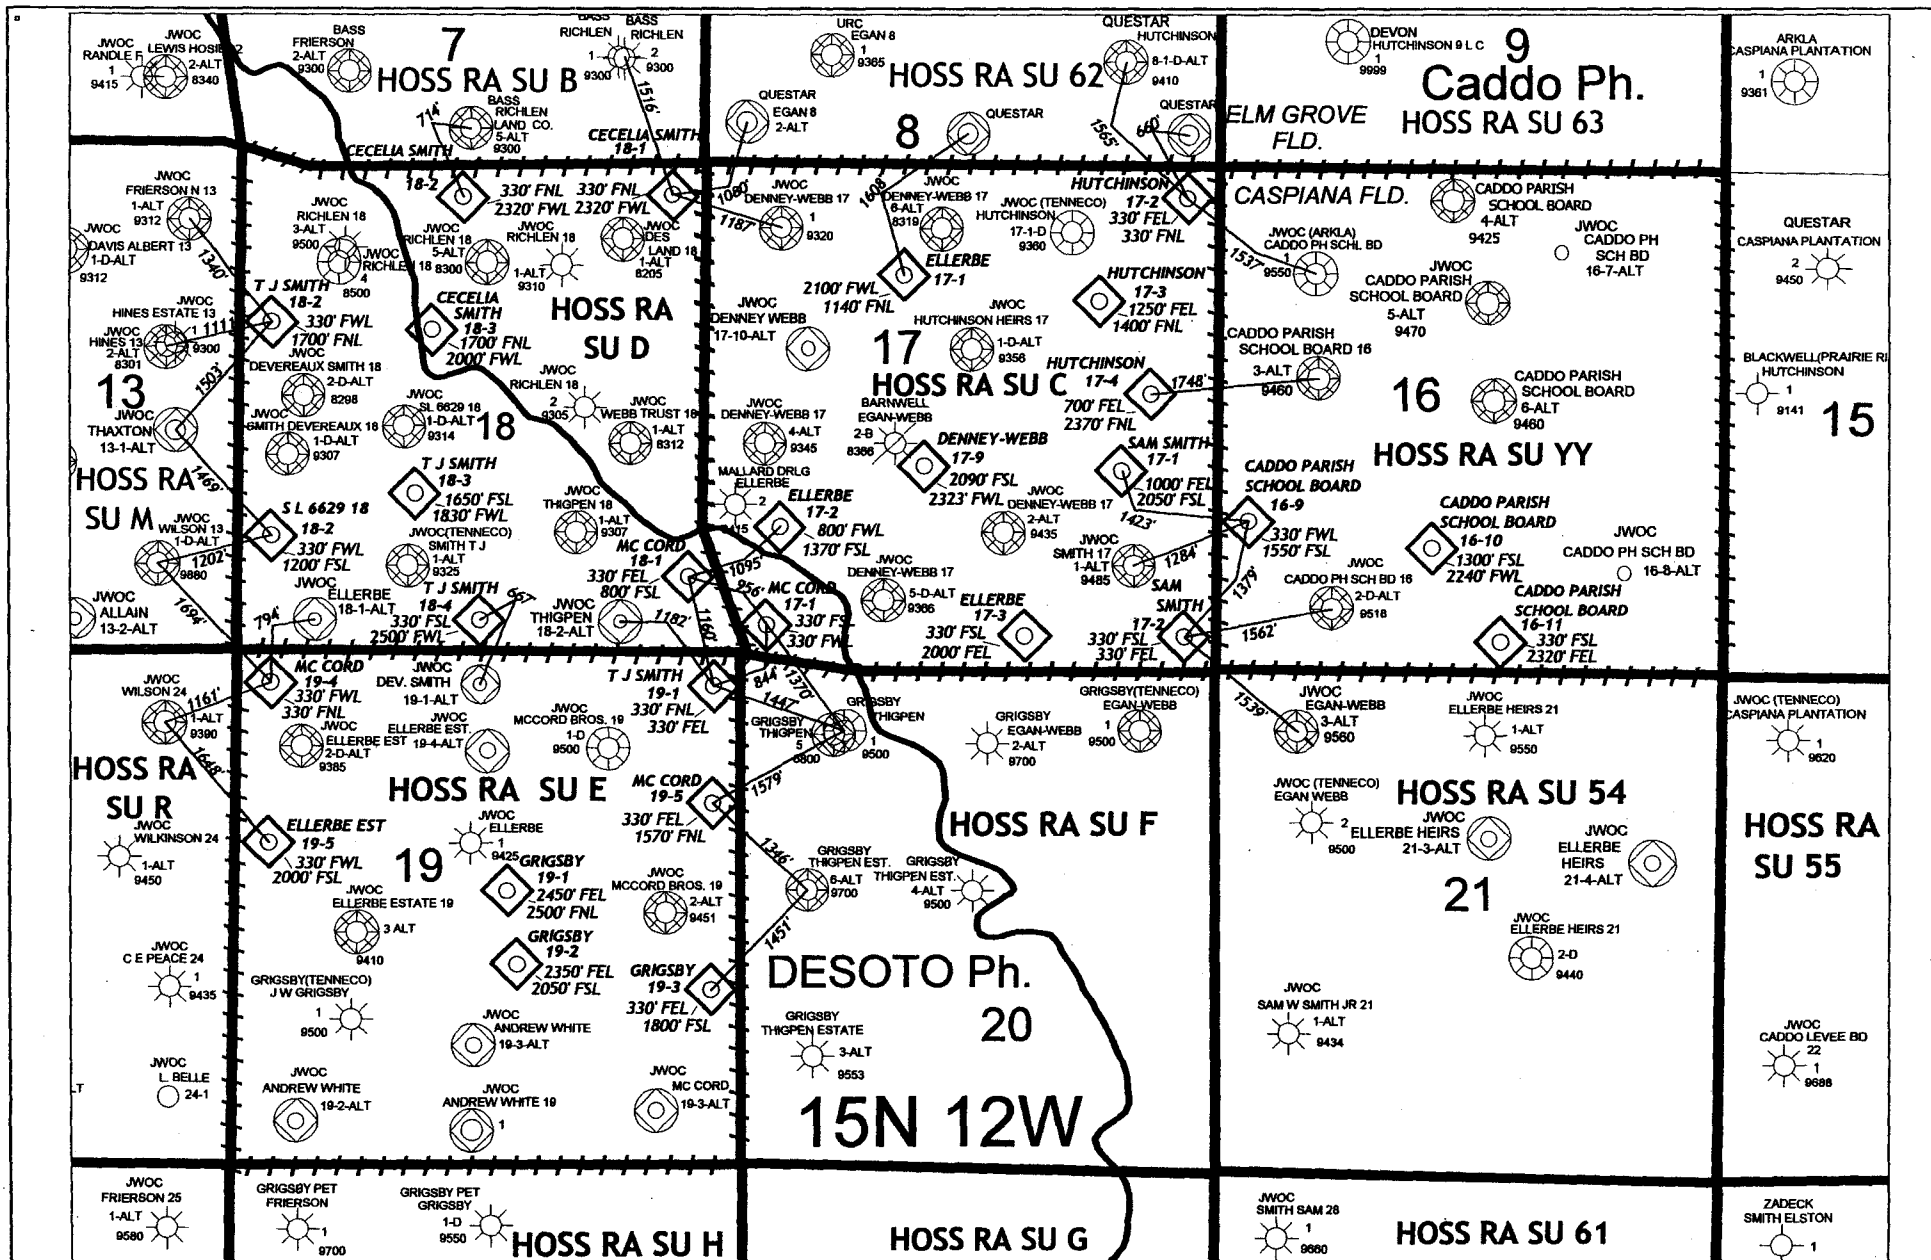 JWOC
RANDLE F
1
9415
JWOC
LEWIS HOSIE 2
2-ALT
8340
BASS
FRIERSON
2-ALT
9300
7
HOSS RA SU B
BASS
RICHLEN
1
9300
BASS
RICHLEN
2
9300
BASS
RICHLEN
LAND CO.
5-ALT
9300
714'
1516'
URC
EGAN 8
1
9365
HOSS RA SU 62
QUESTAR
HUTCHINSON
8-1-D-ALT
9410
QUESTAR
EGAN 8
2-ALT
8
QUESTAR
QUESTAR
1565'
660'
DEVON
HUTCHINSON 9 L C
1
9999
9
Caddo Ph.
HOSS RA SU 63
ELM GROVE
FLD.
ARKLA
CASPIANA PLANTATION
1
9361
CECELIA SMITH
18-2
330' FNL
2320' FWL
CECELIA SMITH
18-1
330' FNL
2320' FWL
1080'
1187'
JWOC
FRIERSON N 13
1-ALT
9312
JWOC
DAVIS ALBERT 13
1-D-ALT
9312
1340'
JWOC
RICHLEN 18
3-ALT
9500
JWOC
RICHLEN 18
4
8500
JWOC
RICHLEN 18
5-ALT
8300
JWOC
RICHLEN 18
1-ALT
9310
JWOC
DES
LAND 18
1-ALT
8205
JWOC
DENNEY-WEBB 17
1
9320
1608'
JWOC
DENNEY-WEBB 17
6-ALT
8319
JWOC (TENNECO)
HUTCHINSON
17-1-D
9360
HUTCHINSON
17-2
330' FEL
330' FNL
CASPIANA FLD.
JWOC (ARKLA)
CADDO PH SCHL BD
1
9550
1537'
CADDO PARISH
SCHOOL BOARD
4-ALT
9425
JWOC
CADDO PH
SCH BD
16-7-ALT
QUESTAR
CASPIANA PLANTATION
2
9450
T J SMITH
18-2
330' FWL
1700' FNL
JWOC
HINES ESTATE 13
1
9300
1111'
JWOC
HINES 13
2-ALT
8301
CECELIA
SMITH
18-3
1700' FNL
2000' FWL
HOSS RA
SU D
ELLERBE
17-1
2100' FWL
1140' FNL
HUTCHINSON
17-3
1250' FEL
1400' FNL
JWOC
DENNEY WEBB
17-10-ALT
JWOC
HUTCHINSON HEIRS 17
1-D-ALT
9356
JWOC
CADDO PARISH
SCHOOL BOARD
5-ALT
9470
CADDO PARISH
SCHOOL BOARD 16
3-ALT
9460
BLACKWELL(PRAIRIE RI
HUTCHINSON
1
9141
13
1503'
JWOC
DEVEREAUX SMITH 18
2-D-ALT
8298
JWOC
SL 6629 18
1-D-ALT
9314
18
JWOC
RICHLEN 18
2
9305
JWOC
WEBB TRUST 18
1-ALT
8312
17
HOSS RA SU C
HUTCHINSON
17-4
700' FEL
2370' FNL
1748'
16
CADDO PARISH
SCHOOL BOARD
6-ALT
9460
15
JWOC
THAXTON
13-1-ALT
JWOC
SMITH DEVEREAUX 18
1-D-ALT
9307
JWOC
DENNEY-WEBB 17
4-ALT
9345
BARNWELL
EGAN-WEBB
2-B
8366
DENNEY-WEBB
17-9
2090' FSL
2323' FWL
SAM SMITH
17-1
1000' FEL
2050' FSL
HOSS RA SU YY
HOSS RA
SU M
1469'
T J SMITH
18-3
1650' FSL
1830' FWL
MALLARD DRLG
ELLERBE
2
9415
ELLERBE
17-2
800' FWL
1370' FSL
JWOC
DENNEY-WEBB 17
2-ALT
9435
1423'
CADDO PARISH
SCHOOL BOARD
16-9
330' FWL
1550' FSL
CADDO PARISH
SCHOOL BOARD
16-10
1300' FSL
2240' FWL
JWOC
CADDO PH SCH BD
16-8-ALT
S L 6629 18
18-2
330' FWL
1200' FSL
JWOC
WILSON 13
1-D-ALT
9880
1202'
JWOC(TENNECO)
SMITH T J
1-ALT
9325
JWOC
THIGPEN 18
1-ALT
9307
MC CORD
18-1
330' FEL
800' FSL
1095'
956'
JWOC
SMITH 17
1-ALT
9485
1284'
1379'
JWOC
ALLAIN
13-2-ALT
1694'
JWOC
ELLERBE
18-1-ALT
794'
T J SMITH
18-4
330' FSL
2500' FWL
657'
JWOC
THIGPEN
18-2-ALT
1182'
1160'
MC CORD
17-1
330' FSL
330' FWL
JWOC
DENNEY-WEBB 17
5-D-ALT
9366
ELLERBE
17-3
330' FSL
2000' FEL
SAM
SMITH
17-2
330' FSL
330' FEL
1562'
JWOC
CADDO PH SCH BD 16
2-D-ALT
9518
CADDO PARISH
SCHOOL BOARD
16-11
330' FSL
2320' FEL
JWOC
WILSON 24
1-ALT
9390
1161'
MC CORD
19-4
330' FWL
330' FNL
JWOC
DEV. SMITH
19-1-ALT
T J SMITH
19-1
330' FNL
330' FEL
844'
1370'
1447'
1539'
JWOC
ELLERBE EST
2-D-ALT
9385
JWOC
ELLERBE EST.
19-4-ALT
JWOC
MCCORD BROS. 19
1-D
9500
GRIGSBY
THIGPEN
5
8800
GRIGSBY
THIGPEN
1
9500
GRIGSBY
EGAN-WEBB
2-ALT
9700
GRIGSBY(TENNECO)
EGAN-WEBB
1
9500
JWOC
EGAN-WEBB
3-ALT
9560
JWOC
ELLERBE HEIRS 21
1-ALT
9550
JWOC (TENNECO)
CASPIANA PLANTATION
1
9620
HOSS RA
SU R
1648'
HOSS RA SU E
MC CORD
19-5
330' FEL
1570' FNL
1579'
HOSS RA SU F
JWOC (TENNECO)
EGAN WEBB
2
9500
HOSS RA SU 54
JWOC
ELLERBE HEIRS
21-3-ALT
JWOC
ELLERBE
HEIRS
21-4-ALT
HOSS RA
SU 55
JWOC
WILKINSON 24
1-ALT
9450
ELLERBE EST
19-5
330' FWL
2000' FSL
19
JWOC
ELLERBE
1
9425
GRIGSBY
19-1
2450' FEL
2500' FNL
1346'
GRIGSBY
THIGPEN EST.
6-ALT
9700
GRIGSBY
THIGPEN EST.
4-ALT
9500
21
JWOC
ELLERBE ESTATE 19
3 ALT
9410
JWOC
MCCORD BROS. 19
2-ALT
9451
1451'
JWOC
ELLERBE HEIRS 21
2-D
9440
JWOC
C E PEACE 24
1
9435
GRIGSBY
19-2
2350' FEL
2050' FSL
GRIGSBY
19-3
330' FEL
1800' FSL
DESOTO Ph.
20
GRIGSBY(TENNECO)
J W GRIGSBY
1
9500
JWOC
ANDREW WHITE
19-3-ALT
GRIGSBY
THIGPEN ESTATE
3-ALT
9553
JWOC
SAM W SMITH JR 21
1-ALT
9434
JWOC
CADDO LEVEE BD
22
1
9688
LT
JWOC
L. BELLE
24-1
JWOC
ANDREW WHITE
19-2-ALT
JWOC
ANDREW WHITE 19
1
JWOC
MC CORD
19-3-ALT
15N 12W
JWOC
FRIERSON 25
1-ALT
9580
GRIGSBY PET
FRIERSON
1
9700
GRIGSBY PET
GRIGSBY
1-D
9550
HOSS RA SU H
HOSS RA SU G
JWOC
SMITH SAM 28
1
9660
HOSS RA SU 61
ZADECK
SMITH ELSTON
1